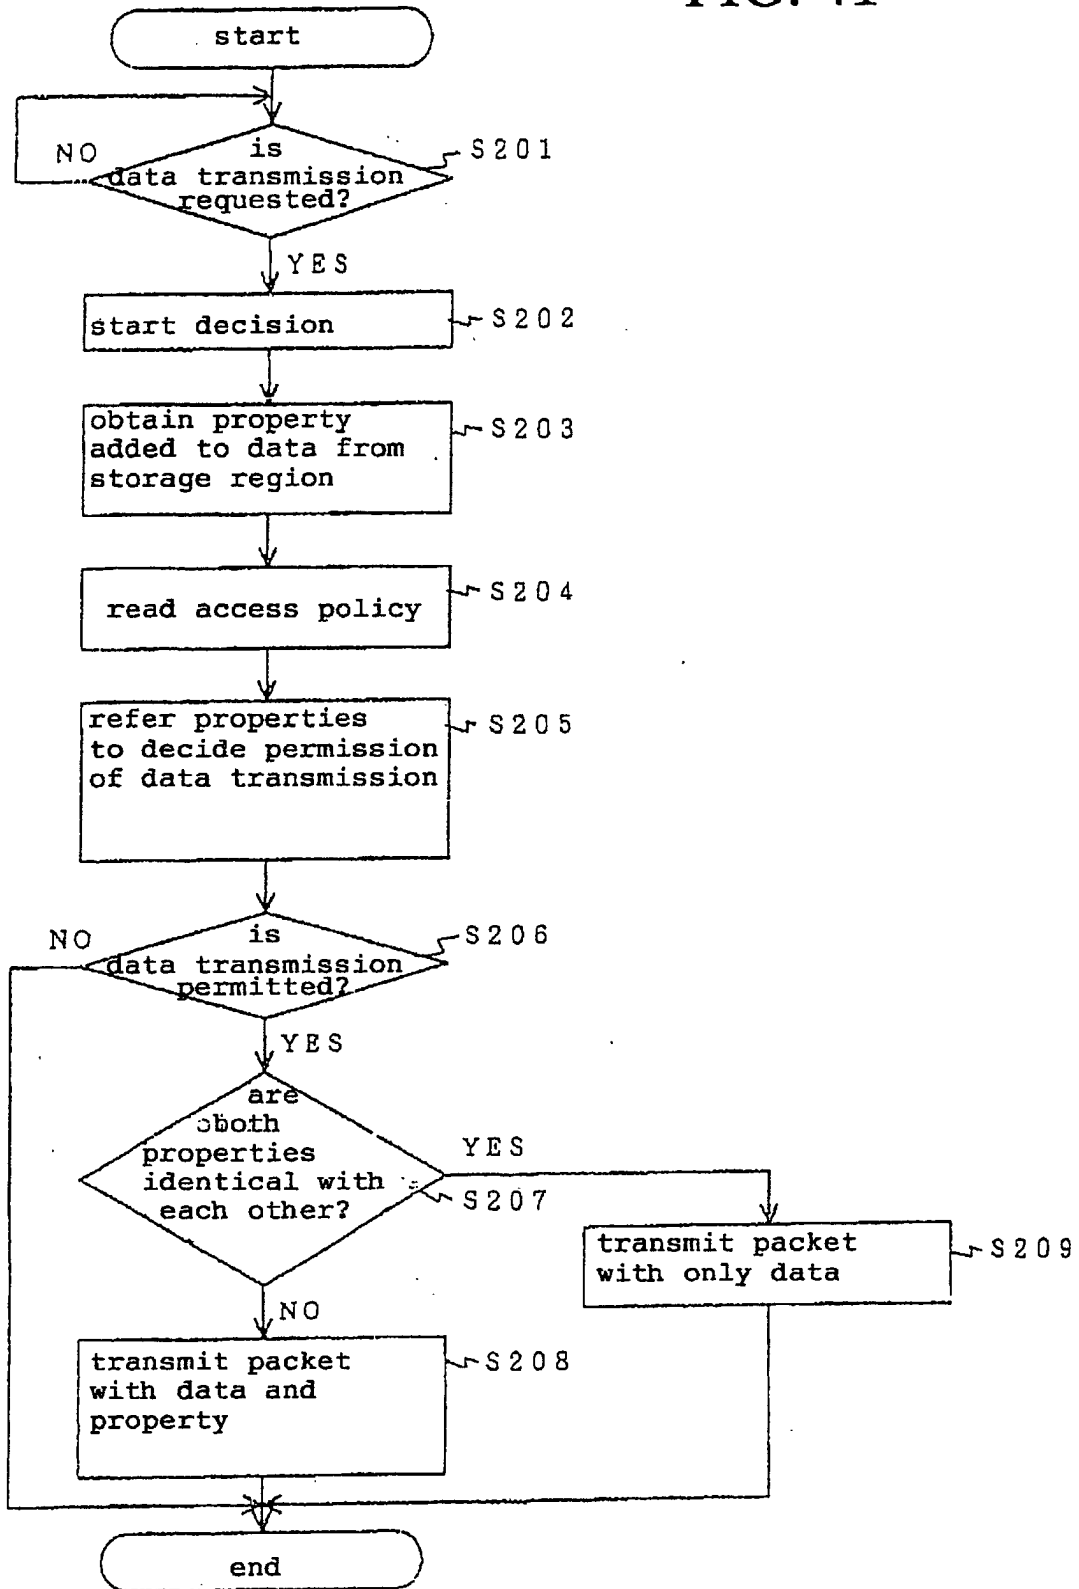 start
NO
is
data transmission
requested?
S201
YES
start decision
S202
obtain property
added to data from
storage region
S203
read access policy
S204
refer properties
to decide permission
of data transmission
S205
NO
is
data transmission
permitted?
S206
YES
are
both
properties
identical with
each other?
YES
S207
transmit packet
with only data
S209
NO
transmit packet
with data and
property
S208
end